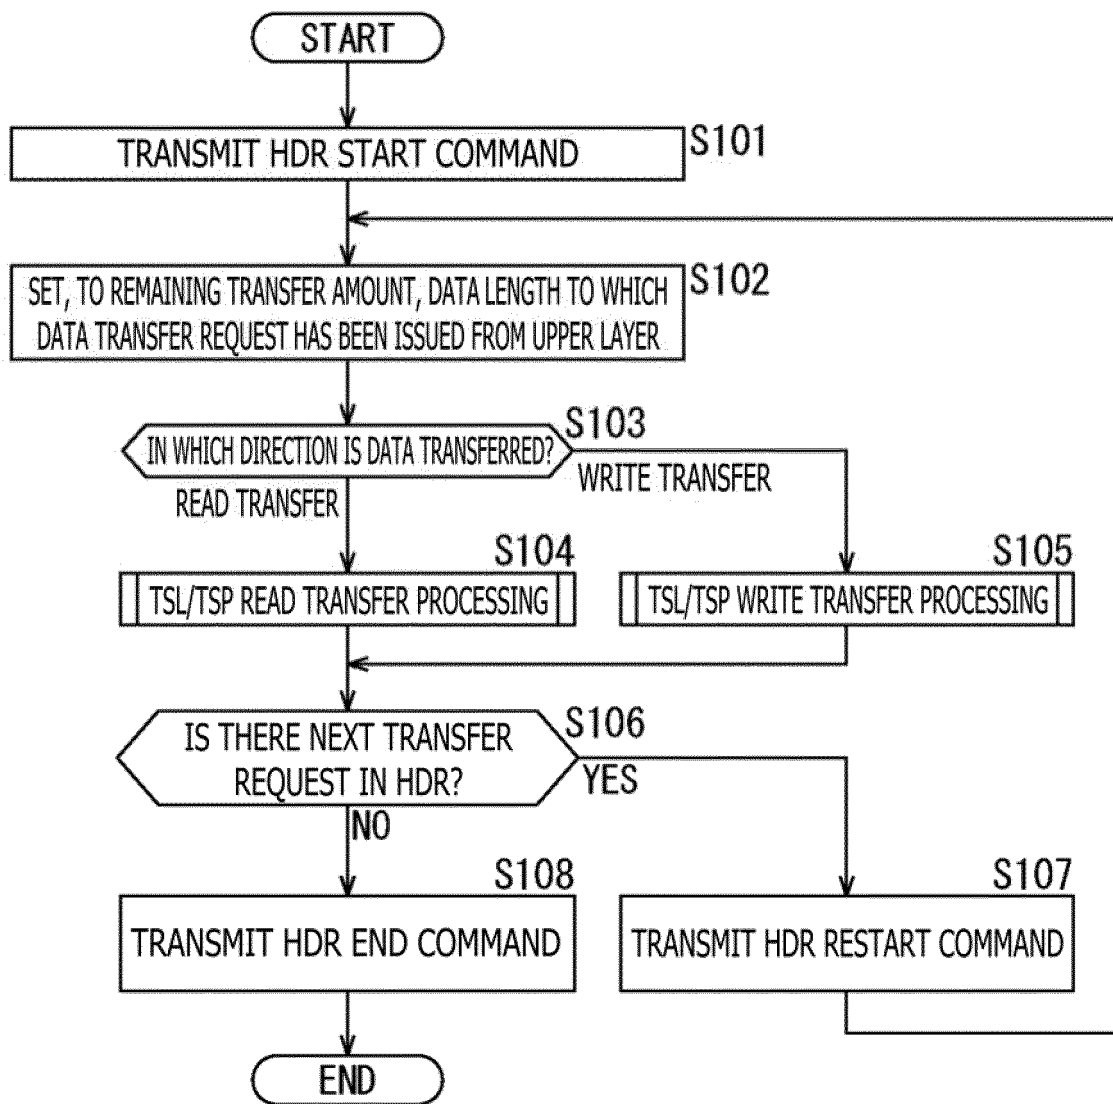 START
TRANSMIT HDR START COMMAND
S101
SET, TO REMAINING TRANSFER AMOUNT, DATA LENGTH TO WHICH
DATA TRANSFER REQUEST HAS BEEN ISSUED FROM UPPER LAYER
S102
IN WHICH DIRECTION IS DATA TRANSFERRED?
S103
READ TRANSFER
WRITE TRANSFER
S104
TSL/TSP READ TRANSFER PROCESSING
S105
TSL/TSP WRITE TRANSFER PROCESSING
IS THERE NEXT TRANSFER
REQUEST IN HDR?
S106
YES
NO
S108
TRANSMIT HDR END COMMAND
S107
TRANSMIT HDR RESTART COMMAND
END